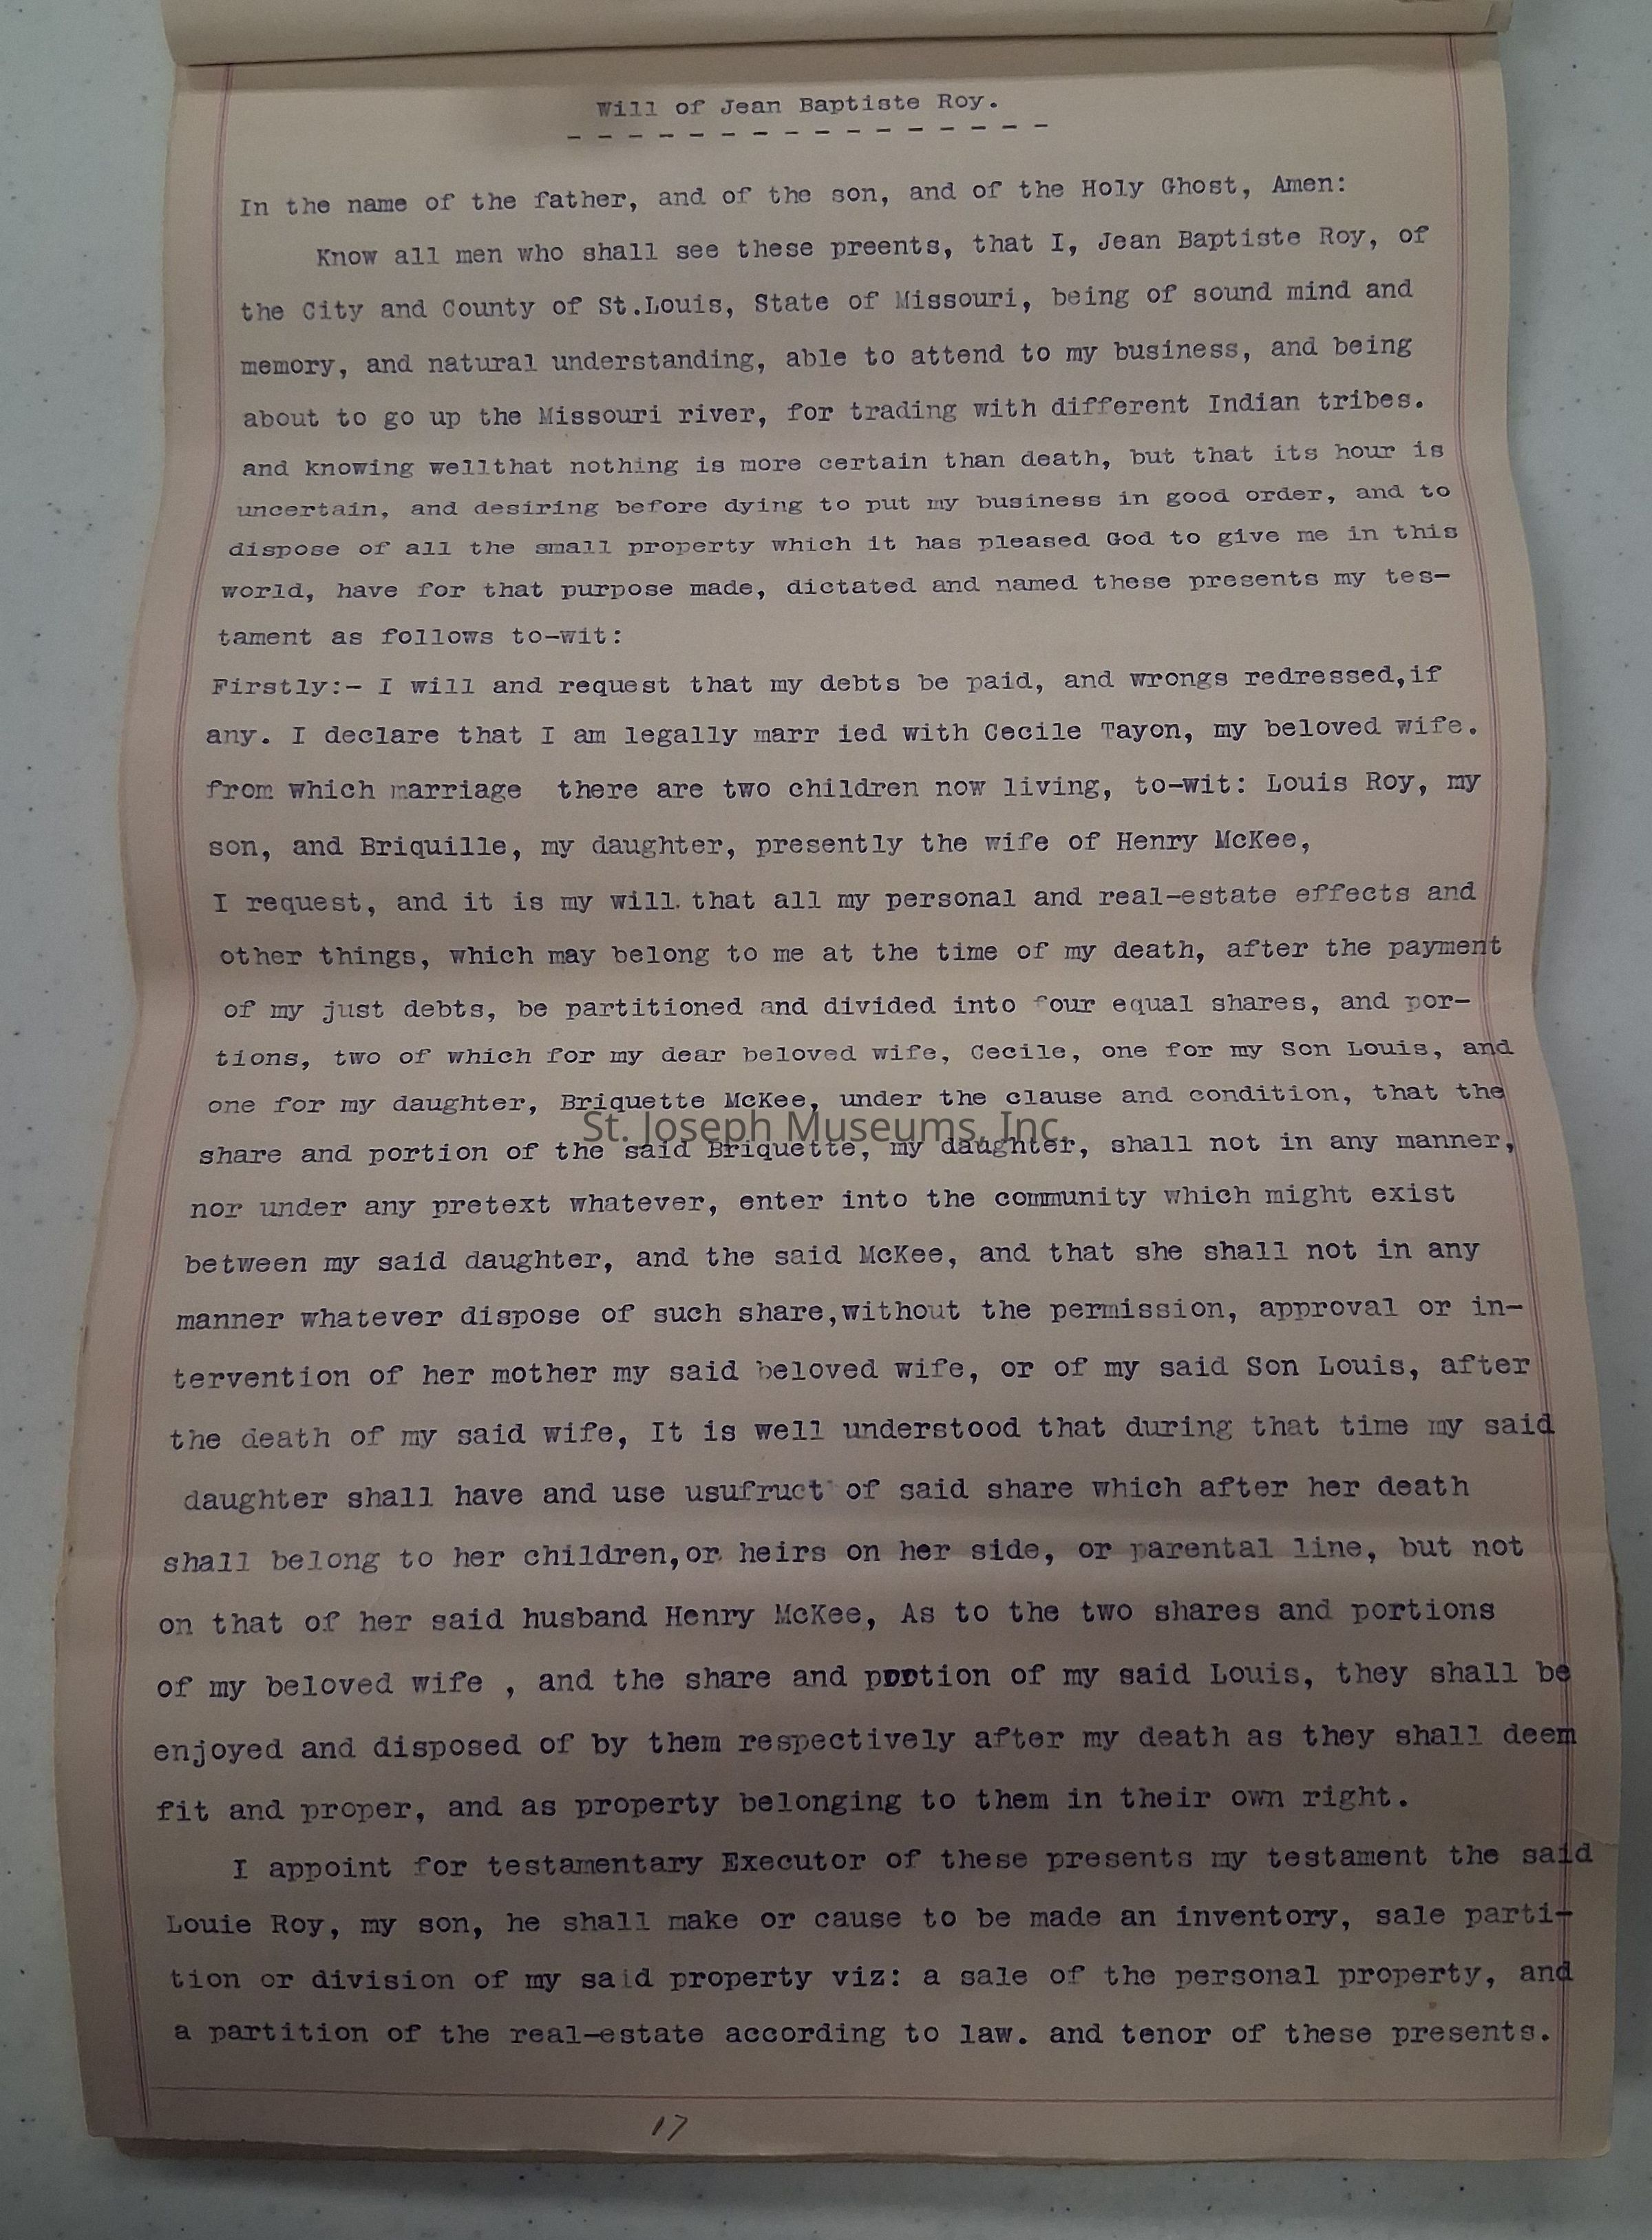 Will of Jean Baptiste Roy.
- - - - - - - - - - - - - - - -
In the name of the father, and of the son, and of the Holy Ghost, Amen:
Know all men who shall see these preents, that I, Jean Baptiste Roy, of
the City and County of St.Louis, State of Missouri, being of sound mind and
memory, and natural understanding, able to attend to my business, and being
about to go up the Missouri river, for trading with different Indian tribes.
and knowing wellthat nothing is more certain than death, but that its hour is
uncertain, and desiring before dying to put my business in good order, and to
dispose of all the small property which it has pleased God to give me in this
world, have for that purpose made, dictated and named these presents my tes-
tament as follows to-wit:
Firstly:- I will and request that my debts be paid, and wrongs redressed,if
any. I declare that I am legally marr ied with Cecile Tayon, my beloved wife.
from which marriage  there are two children now living, to-wit: Louis Roy, my
son, and Briquille, my daughter, presently the wife of Henry McKee,
I request, and it is my will. that all my personal and real-estate effects and
other things, which may belong to me at the time of my death, after the payment
of my just debts, be partitioned and divided into four equal shares, and por-
tions, two of which for my dear beloved wife, Cecile, one for my Son Louis, and
one for my daughter, Briquette McKee, under the clause and condition, that the
St. Joseph Museums, Inc.
share and portion of the said Briquette, my daughter, shall not in any manner,
nor under any pretext whatever, enter into the community which might exist
between my said daughter, and the said McKee, and that she shall not in any
manner whatever dispose of such share,without the permission, approval or in-
tervention of her mother my said beloved wife, or of my said Son Louis, after
the death of my said wife, It is well understood that during that time my said
daughter shall have and use usufruct of said share which after her death
shall belong to her children,or heirs on her side, or parental line, but not
on that of her said husband Henry McKee, As to the two shares and portions
of my beloved wife , and the share and portion of my said Louis, they shall be
enjoyed and disposed of by them respectively after my death as they shall deem
fit and proper, and as property belonging to them in their own right.
I appoint for testamentary Executor of these presents my testament the said
Louie Roy, my son, he shall make or cause to be made an inventory, sale parti-
tion or division of my said property viz: a sale of the personal property, and
a partition of the real-estate according to law. and tenor of these presents.
17